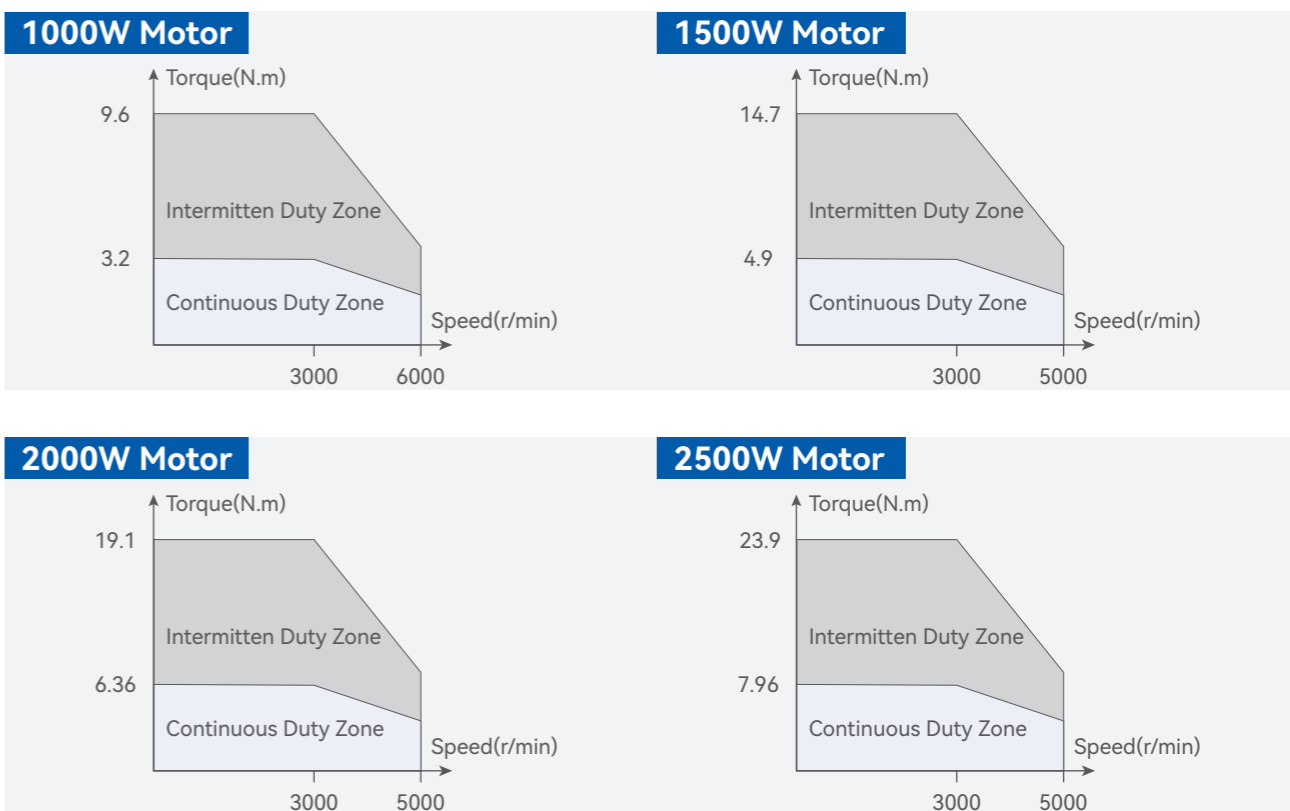 1000W Motor
Torque(N.m)
9.6
Intermitten Duty Zone
3.2
Continuous Duty Zone
Speed(r/min)
3000 6000
1500W Motor
Torque(N.m)
14.7
Intermitten Duty Zone
4.9
Continuous Duty Zone
Speed(r/min)
3000 5000
2000W Motor
Torque(N.m)
19.1
Intermitten Duty Zone
6.36
Continuous Duty Zone
Speed(r/min)
3000 5000
2500W Motor
Torque(N.m)
23.9
Intermitten Duty Zone
7.96
Continuous Duty Zone
Speed(r/min)
3000 5000